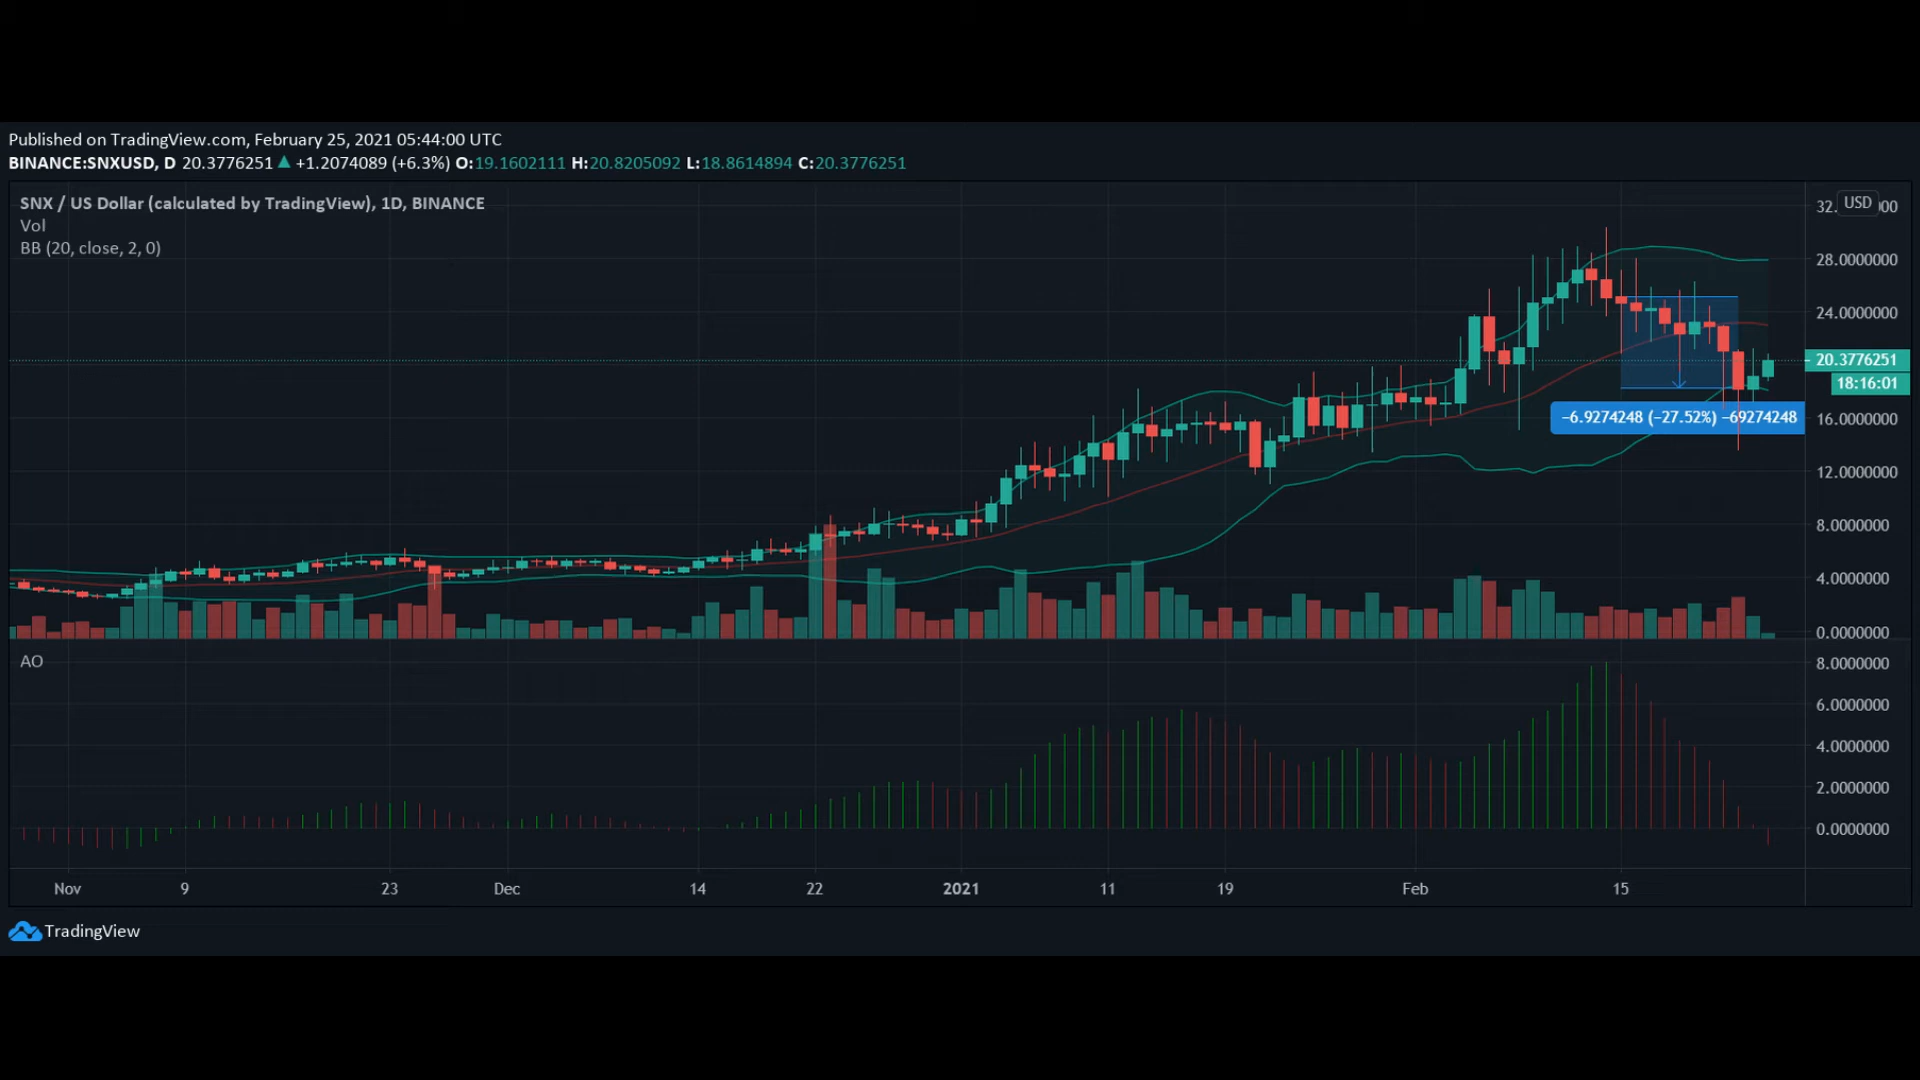 Published on TradingView.com, February 25, 2021 05:44:00 UTC
BINANCE:SNXUSD, D 20.3776251 ▲ +1.2074089 (+6.3%) O:19.1602111 H:20.8205092 L:18.8614894 C:20.3776251
SNX / US Dollar (calculated by TradingView), 1D, BINANCE
Vol
BB (20, close, 2, 0)
USD
28.0000000
24.0000000
20.3776251
18:16:01
−6.9274248 (−27.52%) −69274248
16.0000000
12.0000000
8.0000000
4.0000000
0.0000000
AO
8.0000000
6.0000000
4.0000000
2.0000000
0.0000000
Nov 9 23 Dec 14 22 2021 11 19 Feb 15
TradingView